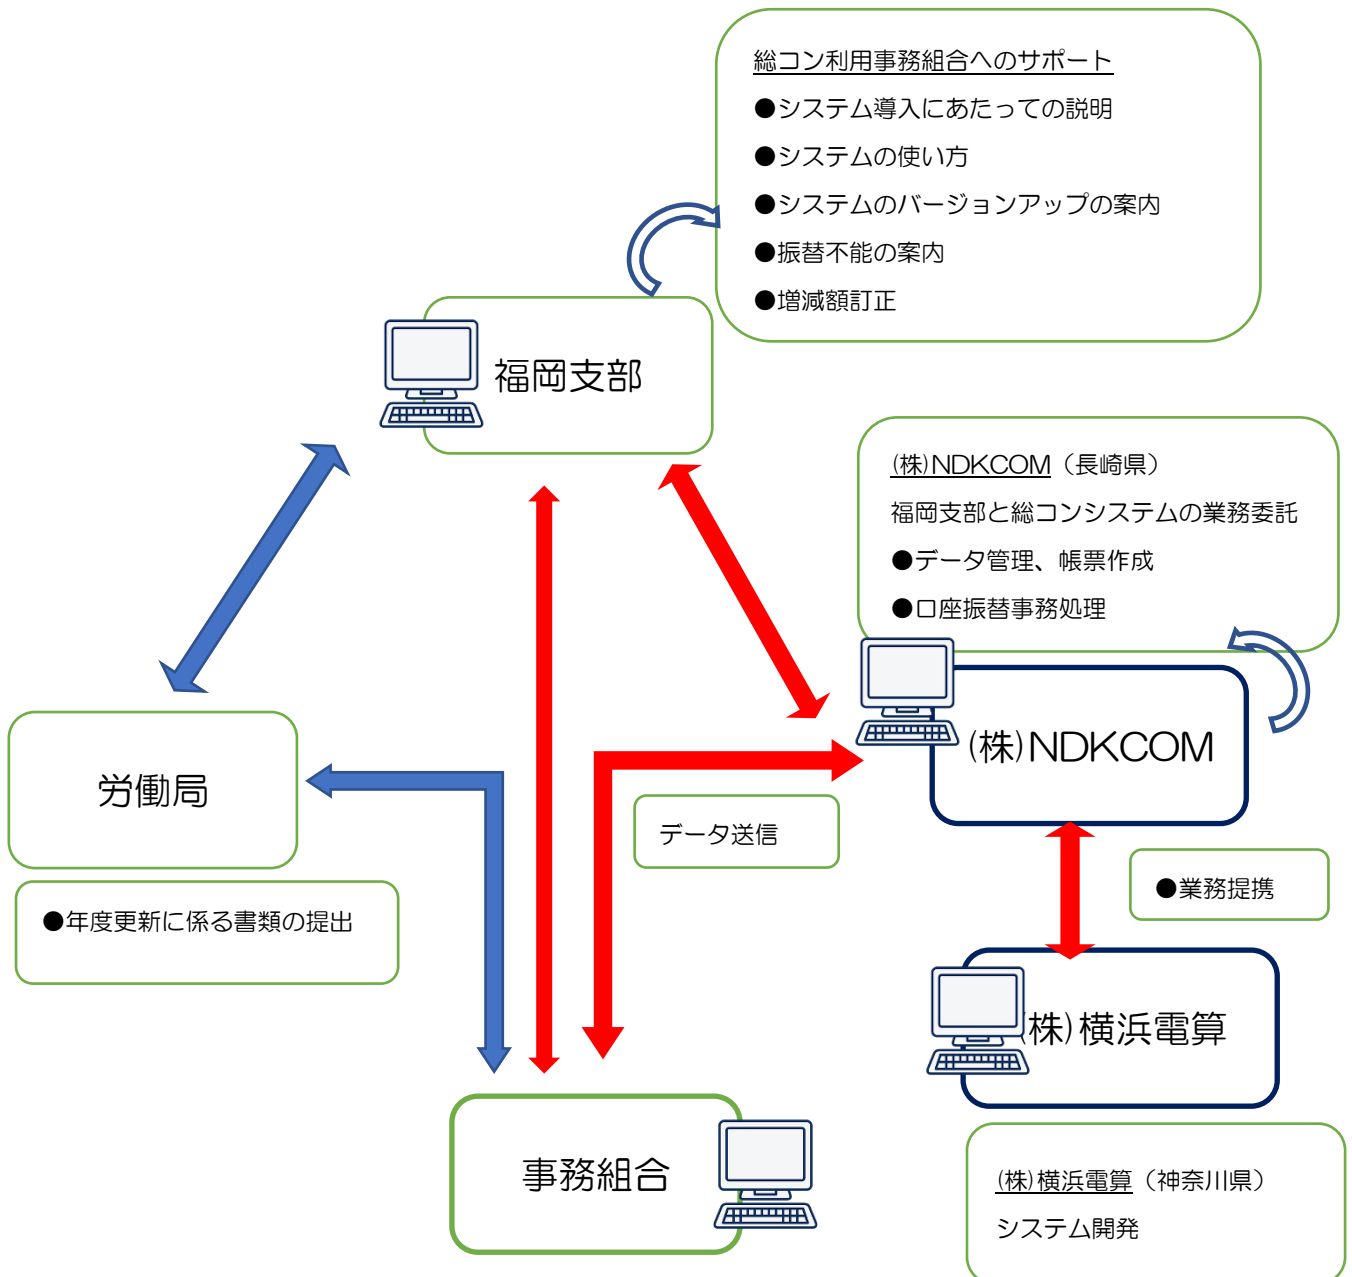 総コン利用事務組合へのサポート
●システム導入にあたっての説明
●システムの使い方
●システムのバージョンアップの案内
●振替不能の案内
●増減額訂正
福岡支部
(株)NDKCOM（長崎県）
福岡支部と総コンシステムの業務委託
●データ管理、帳票作成
●口座振替事務処理
(株)NDKCOM
労働局
データ送信
●年度更新に係る書類の提出
●業務提携
(株)横浜電算
事務組合
(株)横浜電算（神奈川県）
システム開発